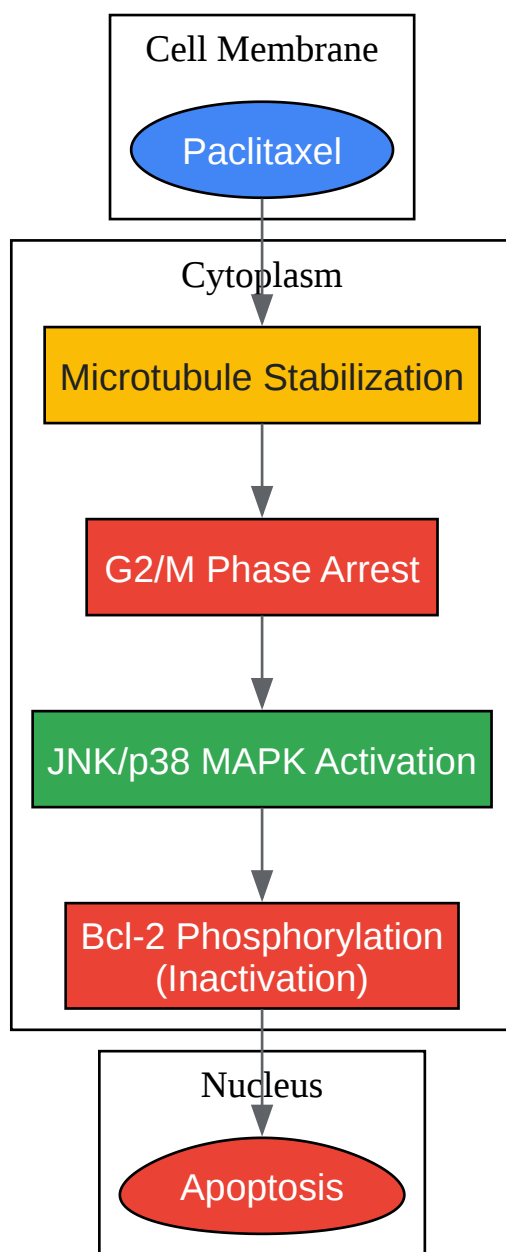 Cell Membrane
Paclitaxel
Cytoplasm
Microtubule Stabilization
G2/M Phase Arrest
JNK/p38 MAPK Activation
Bcl-2 Phosphorylation
(Inactivation)
Nucleus
Apoptosis